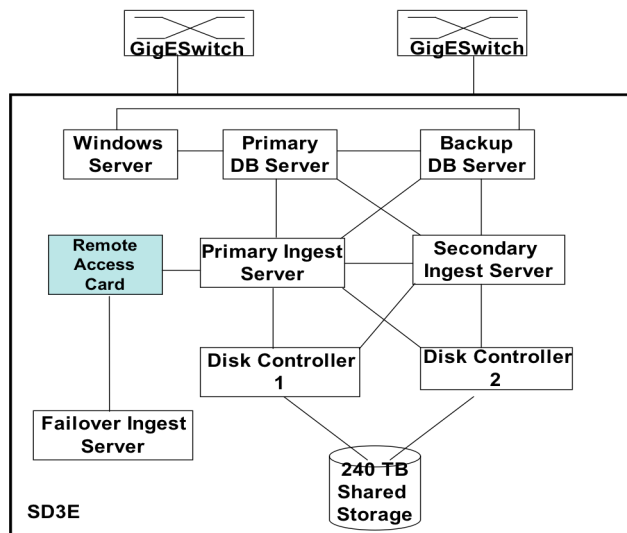 GigESwitch
GigESwitch
Windows
Server
Primary
DB Server
Backup
DB Server
Remote
Access
Card
Primary Ingest
Server
Secondary
Ingest Server
Disk Controller
1
Disk Controller
2
Failover Ingest
Server
240 TB
Shared
Storage
SD3E